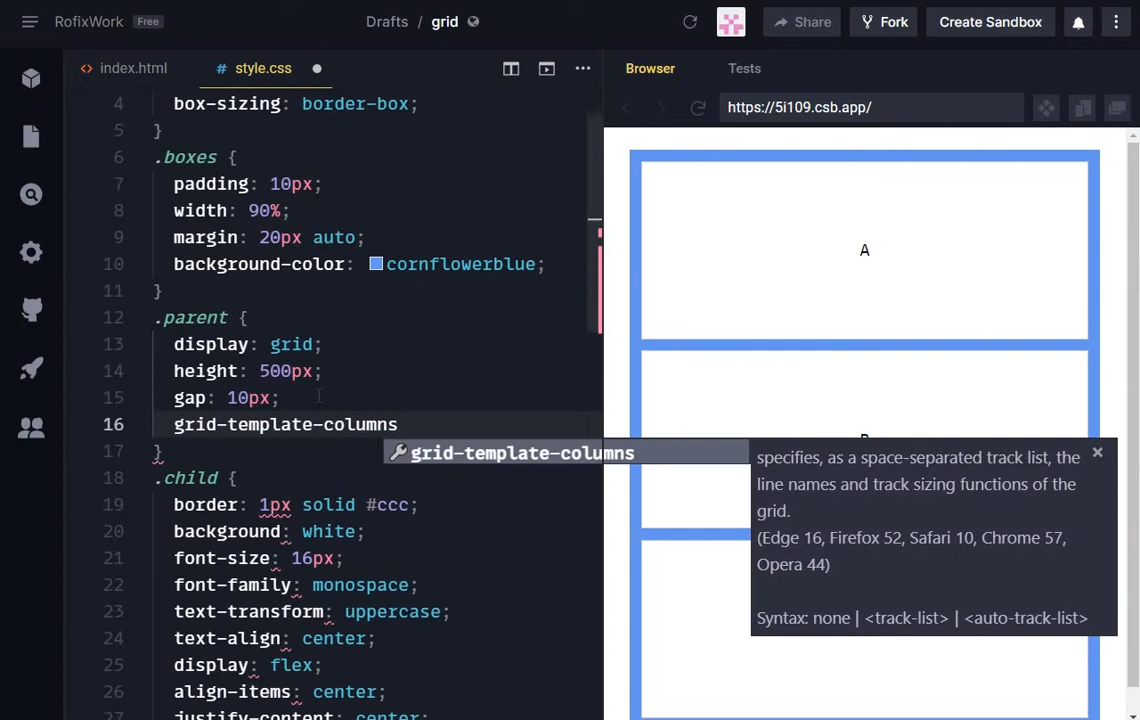 RofixWork Free
Drafts / grid
Share
Fork
Create Sandbox
index.html
# style.css
Browser
Tests
https://5i109.csb.app/
4 box-sizing: border-box;
5 }
6 .boxes {
7 padding: 10px;
8 width: 90%;
9 margin: 20px auto;
10 background-color: cornflowerblue;
11 }
12 .parent {
13 display: grid;
14 height: 500px;
15 gap: 10px;
16 grid-template-columns
17 }
grid-template-columns
18 .child {
19 border: 1px solid #ccc;
20 background: white;
21 font-size: 16px;
22 font-family: monospace;
23 text-transform: uppercase;
24 text-align: center;
25 display: flex;
26 align-items: center;
27 justify-content: center;
A
specifies, as a space-separated track list, the
line names and track sizing functions of the
grid.
(Edge 16, Firefox 52, Safari 10, Chrome 57,
Opera 44)
Syntax: none | <track-list> | <auto-track-list>